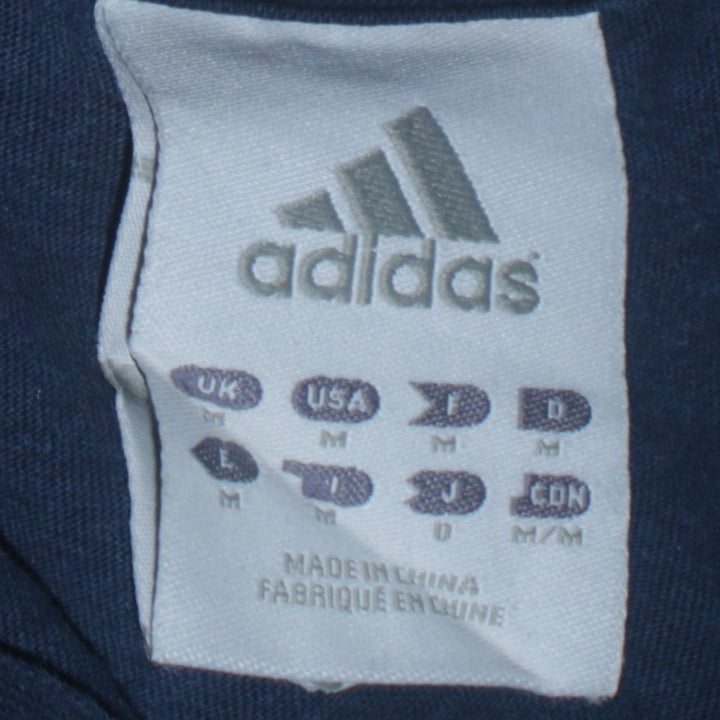 adidas
UK USA F D
M M M M
E I J CDN
M M O M/M
MADE IN CHINA
FABRIQUÉ EN CHINE